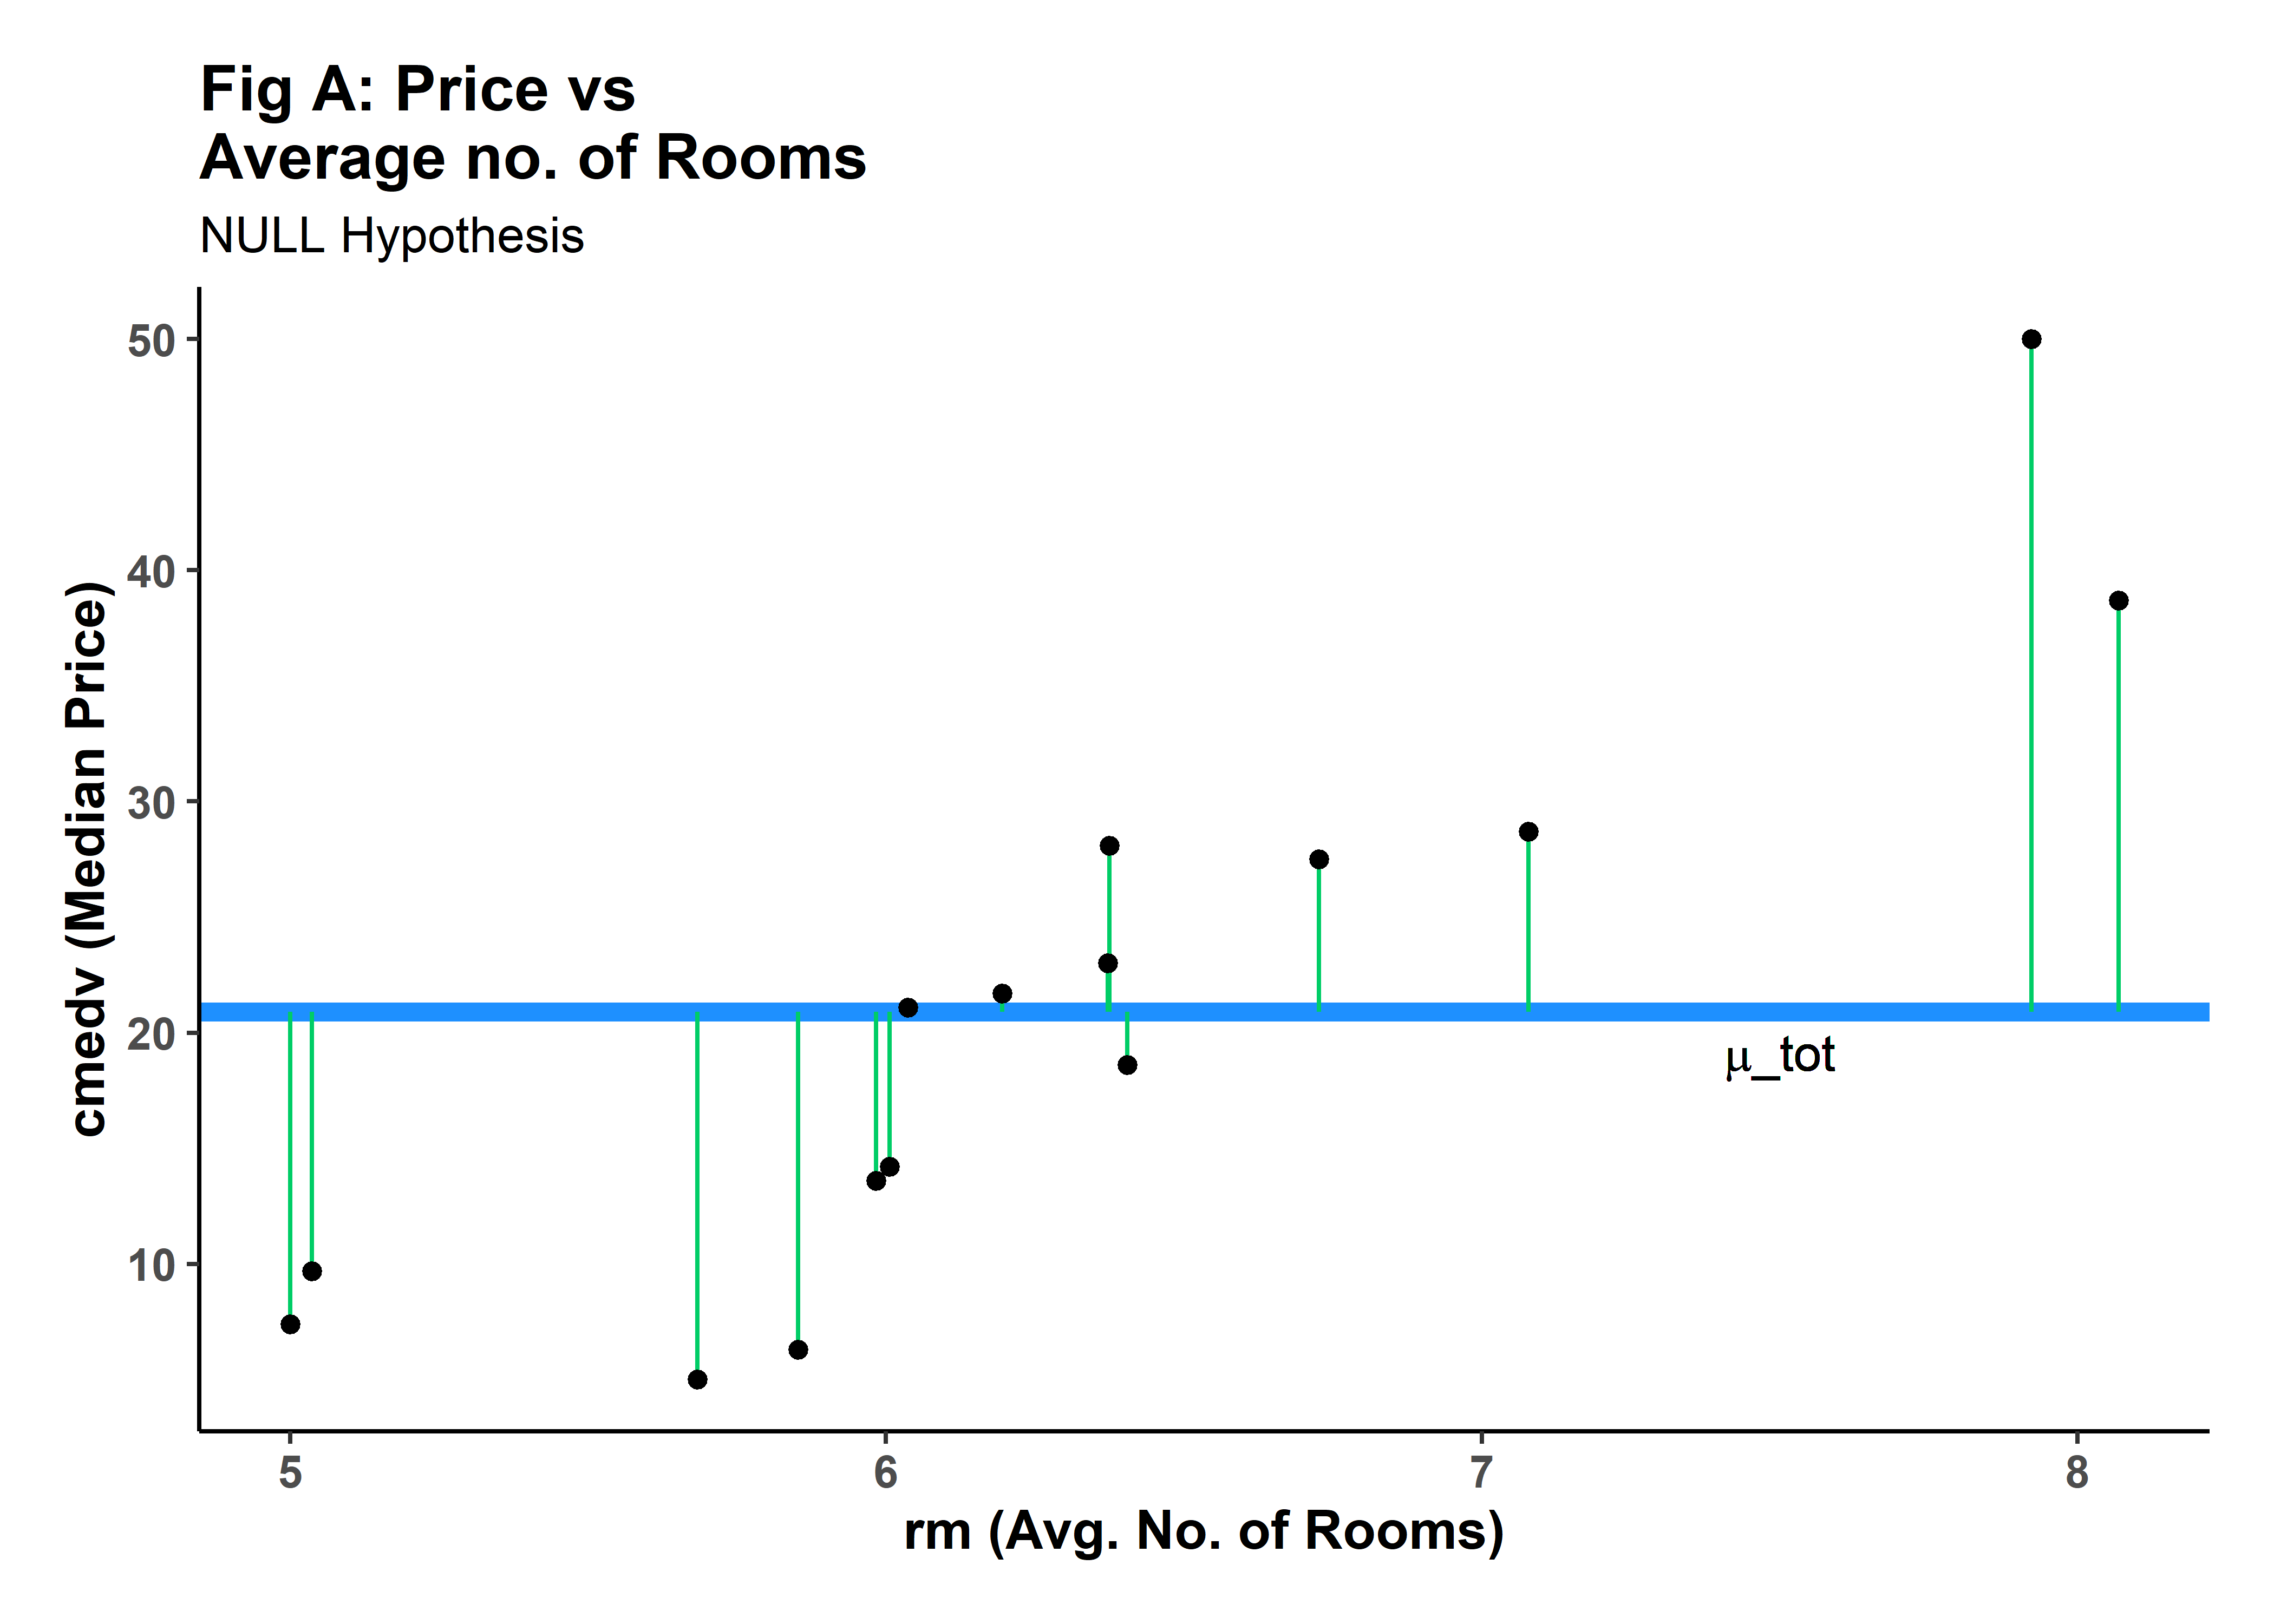 Fig A: Price vs
Average no. of Rooms
NULL Hypothesis
50
40
30
20
10
cmedv (Median Price)
μ_tot
5 6 7 8
rm (Avg. No. of Rooms)